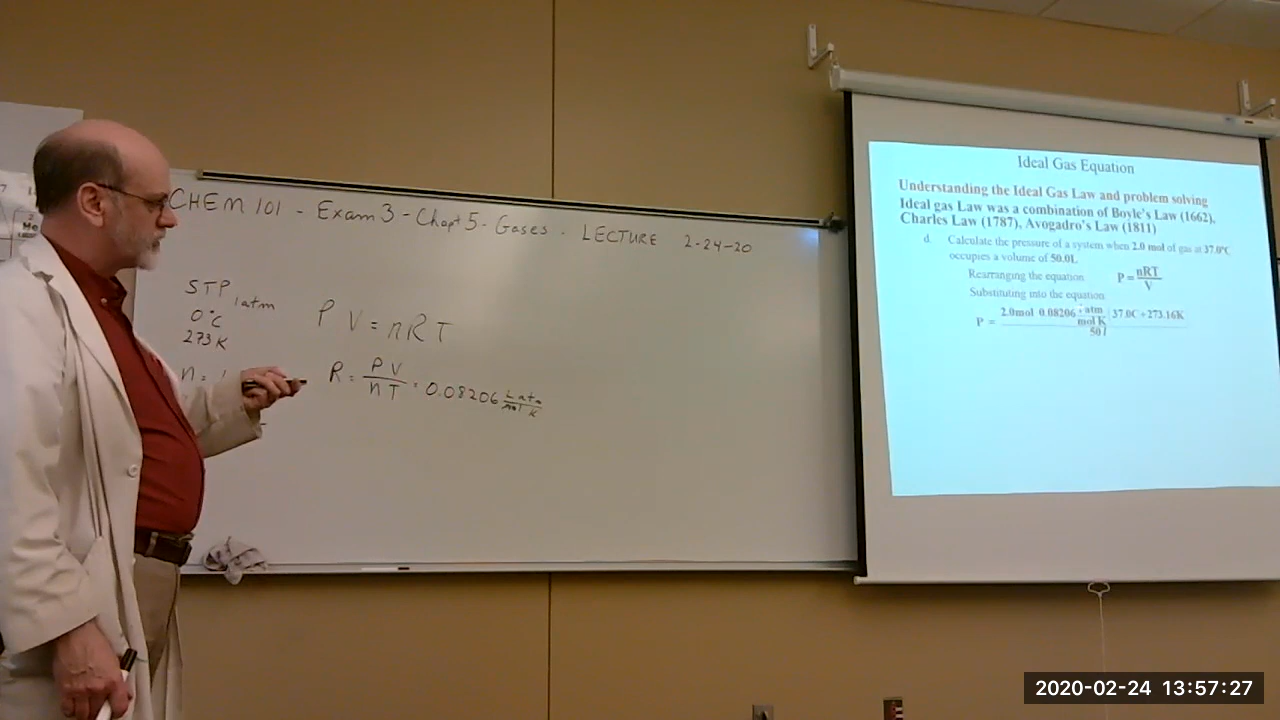 CHEM 101 - Exam 3 - Chapt 5 - Gases - LECTURE 2-24-20
STP
1 atm
0°C
273 K
n =
P V = n R T
R = PV / nT = 0.08206 L atm / mol K
Ideal Gas Equation
Understanding the Ideal Gas Law and problem solving
Ideal gas Law was a combination of Boyle's Law (1662),
Charles Law (1787), Avogadro's Law (1811)
d. Calculate the pressure of a system when 2.0 mol of gas at 37.0°C
occupies a volume of 50.0L
Rearranging the equation P = nRT
V
Substituting into the equation
P = 2.0mol 0.08206 atm 37.0C+273.16K
mol K
50
2020-02-24 13:57:27